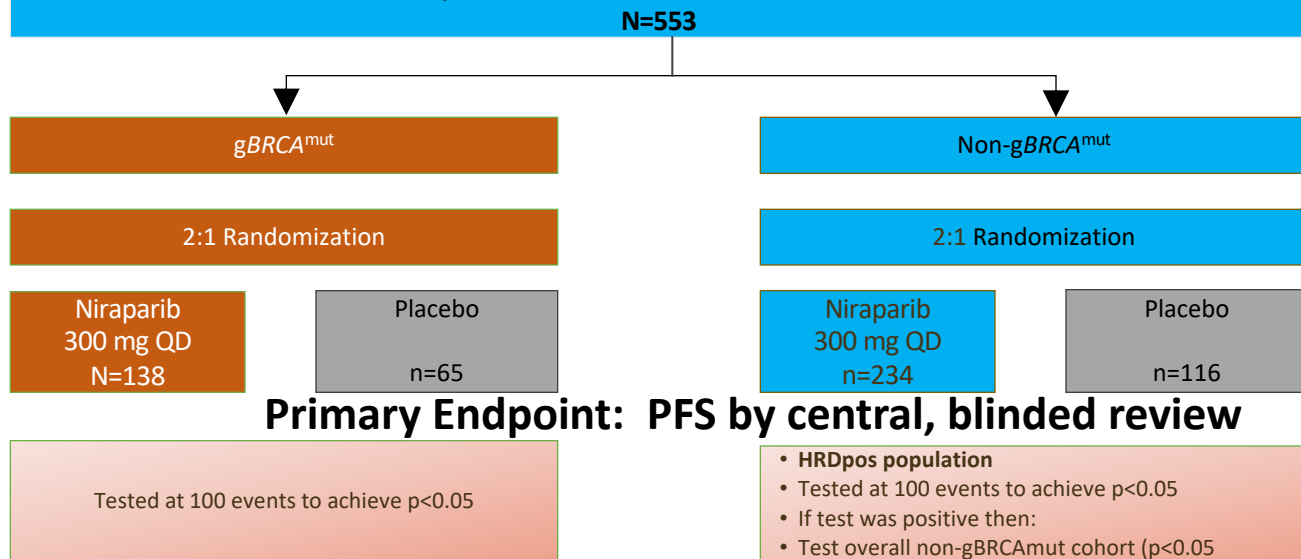 N=553
gBRCAmut
Non-gBRCAmut
2:1 Randomization
2:1 Randomization
Niraparib
300 mg QD
N=138
Placebo
n=65
Niraparib
300 mg QD
n=234
Placebo
n=116
Primary Endpoint: PFS by central, blinded review
Tested at 100 events to achieve p<0.05
• HRDpos population
• Tested at 100 events to achieve p<0.05
• If test was positive then:
• Test overall non-gBRCAmut cohort (p<0.05